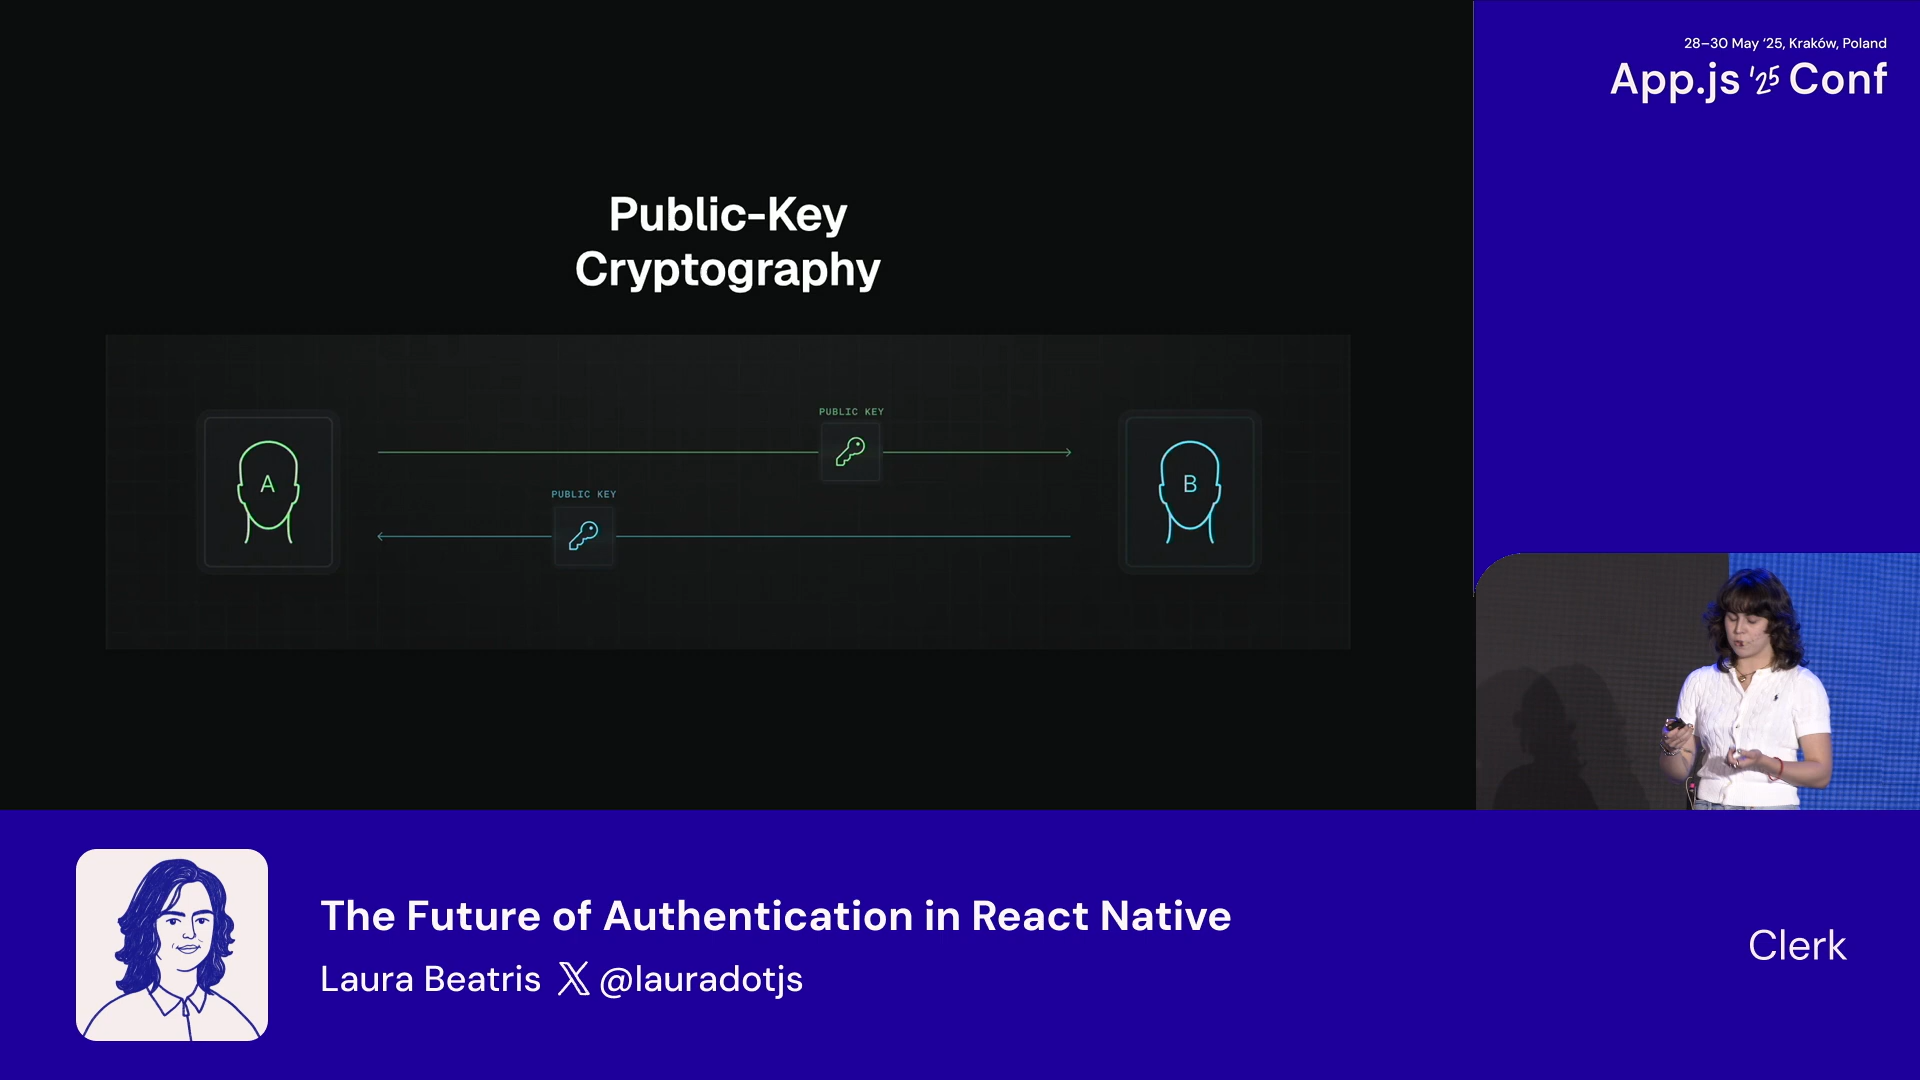 28–30 May ‘25, Kraków, Poland
App.js '25 Conf
Public-Key
Cryptography
PUBLIC KEY
A
B
PUBLIC KEY
The Future of Authentication in React Native
Laura Beatris 𝕏 @lauradotjs
Clerk